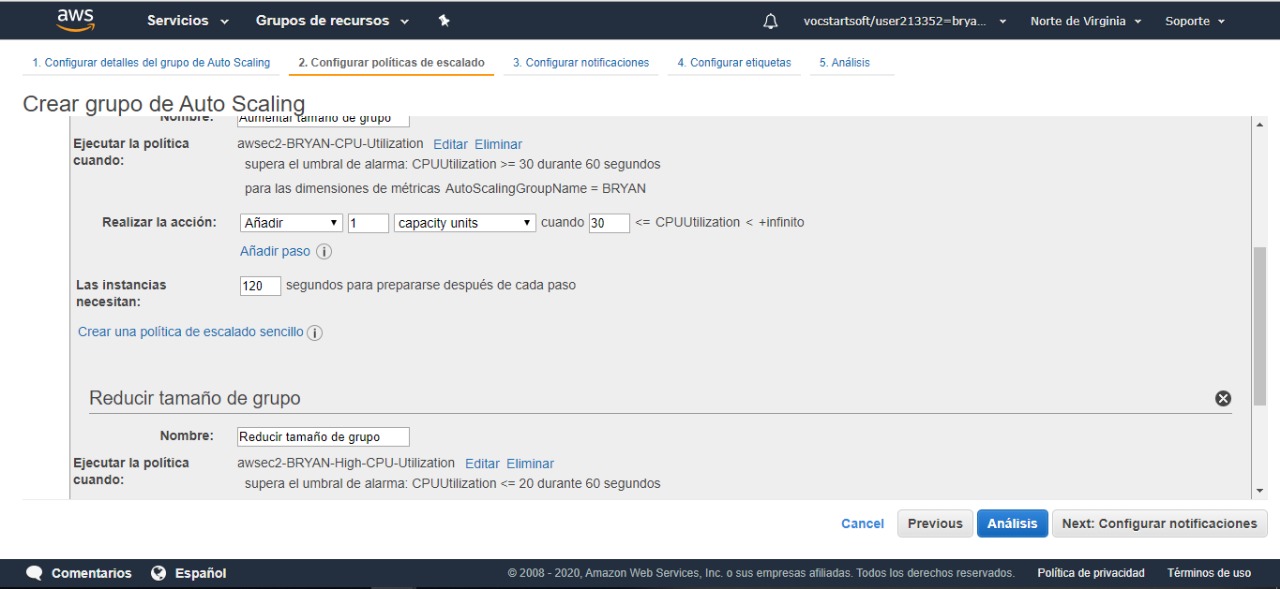 aws Servicios Grupos de recursos vocstartsoft/user213352=brya... Norte de Virginia Soporte
1. Configurar detalles del grupo de Auto Scaling 2. Configurar políticas de escalado 3. Configurar notificaciones 4. Configurar etiquetas 5. Análisis
Crear grupo de Auto Scaling
Nombre: Aumentar tamaño de grupo
Ejecutar la política awsec2-BRYAN-CPU-Utilization Editar Eliminar
cuando: supera el umbral de alarma: CPUUtilization >= 30 durante 60 segundos
para las dimensiones de métricas AutoScalingGroupName = BRYAN
Realizar la acción: Añadir 1 capacity units cuando 30 <= CPUUtilization < +infinito
Añadir paso i
Las instancias 120 segundos para prepararse después de cada paso
necesitan:
Crear una política de escalado sencillo i
Reducir tamaño de grupo
Nombre: Reducir tamaño de grupo
Ejecutar la política awsec2-BRYAN-High-CPU-Utilization Editar Eliminar
cuando: supera el umbral de alarma: CPUUtilization <= 20 durante 60 segundos
Cancel Previous Análisis Next: Configurar notificaciones
Comentarios Español © 2008 - 2020, Amazon Web Services, Inc. o sus empresas afiliadas. Todos los derechos reservados. Política de privacidad Términos de uso